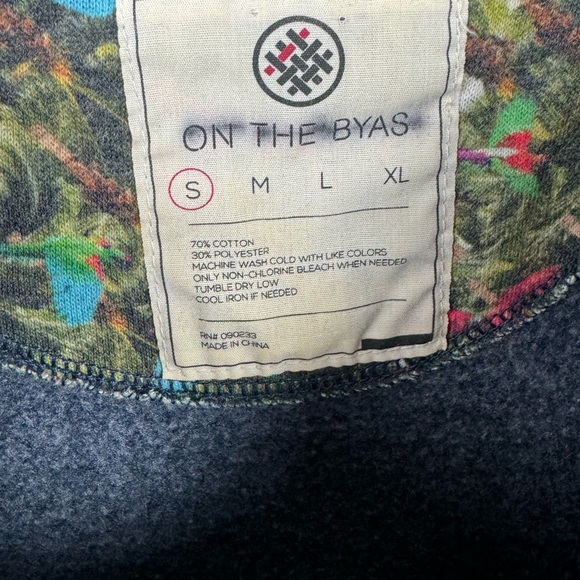 ON THE BYAS
S M L XL
70% COTTON
30% POLYESTER
MACHINE WASH COLD WITH LIKE COLORS
ONLY NON-CHLORINE BLEACH WHEN NEEDED
TUMBLE DRY LOW
COOL IRON IF NEEDED
RN# 090233
MADE IN CHINA